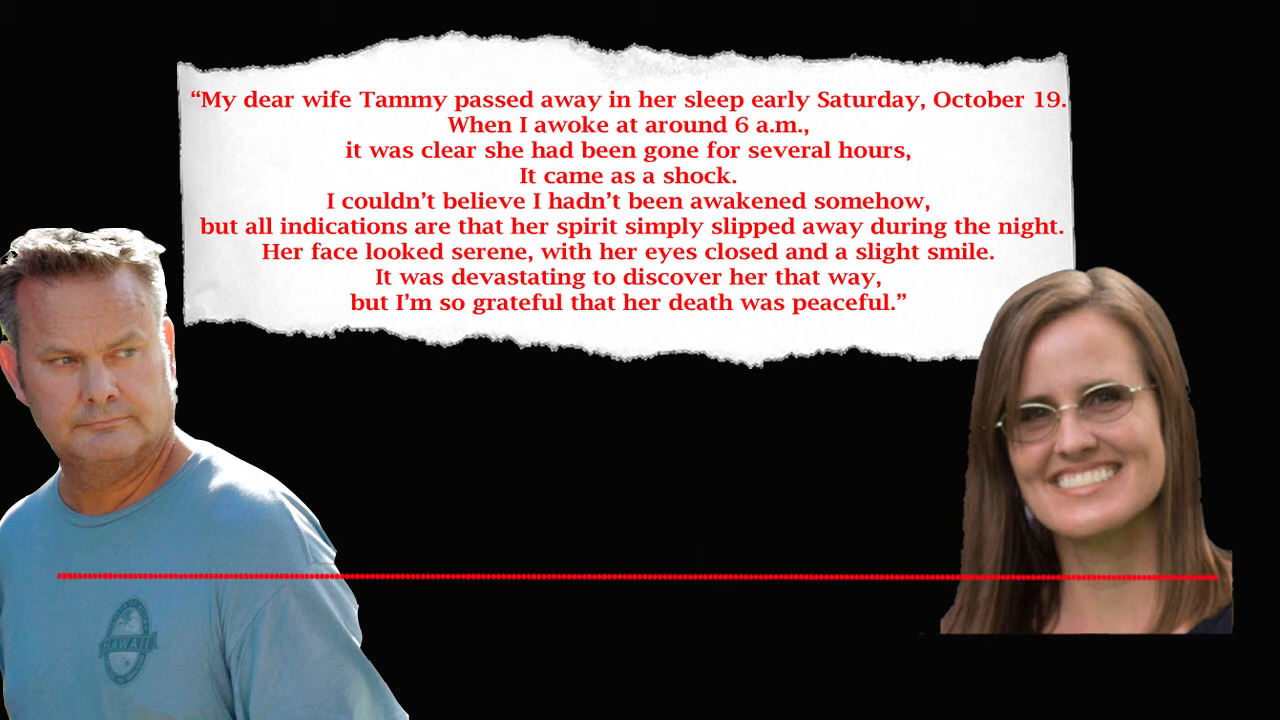 “My dear wife Tammy passed away in her sleep early Saturday, October 19.
When I awoke at around 6 a.m.,
it was clear she had been gone for several hours,
It came as a shock.
I couldn’t believe I hadn’t been awakened somehow,
but all indications are that her spirit simply slipped away during the night.
Her face looked serene, with her eyes closed and a slight smile.
It was devastating to discover her that way,
but I’m so grateful that her death was peaceful.”
HAWAII